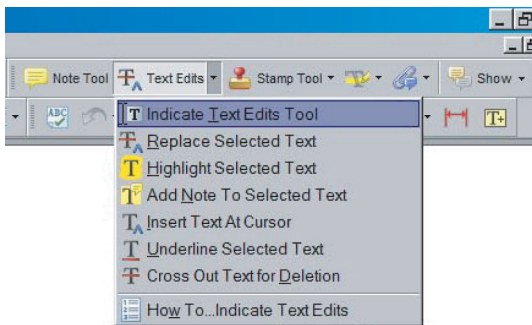 Note Tool Text Edits Stamp Tool Show
ABC T Indicate Text Edits Tool T+
Replace Selected Text
Highlight Selected Text
Add Note To Selected Text
Insert Text At Cursor
Underline Selected Text
Cross Out Text for Deletion
How To...Indicate Text Edits